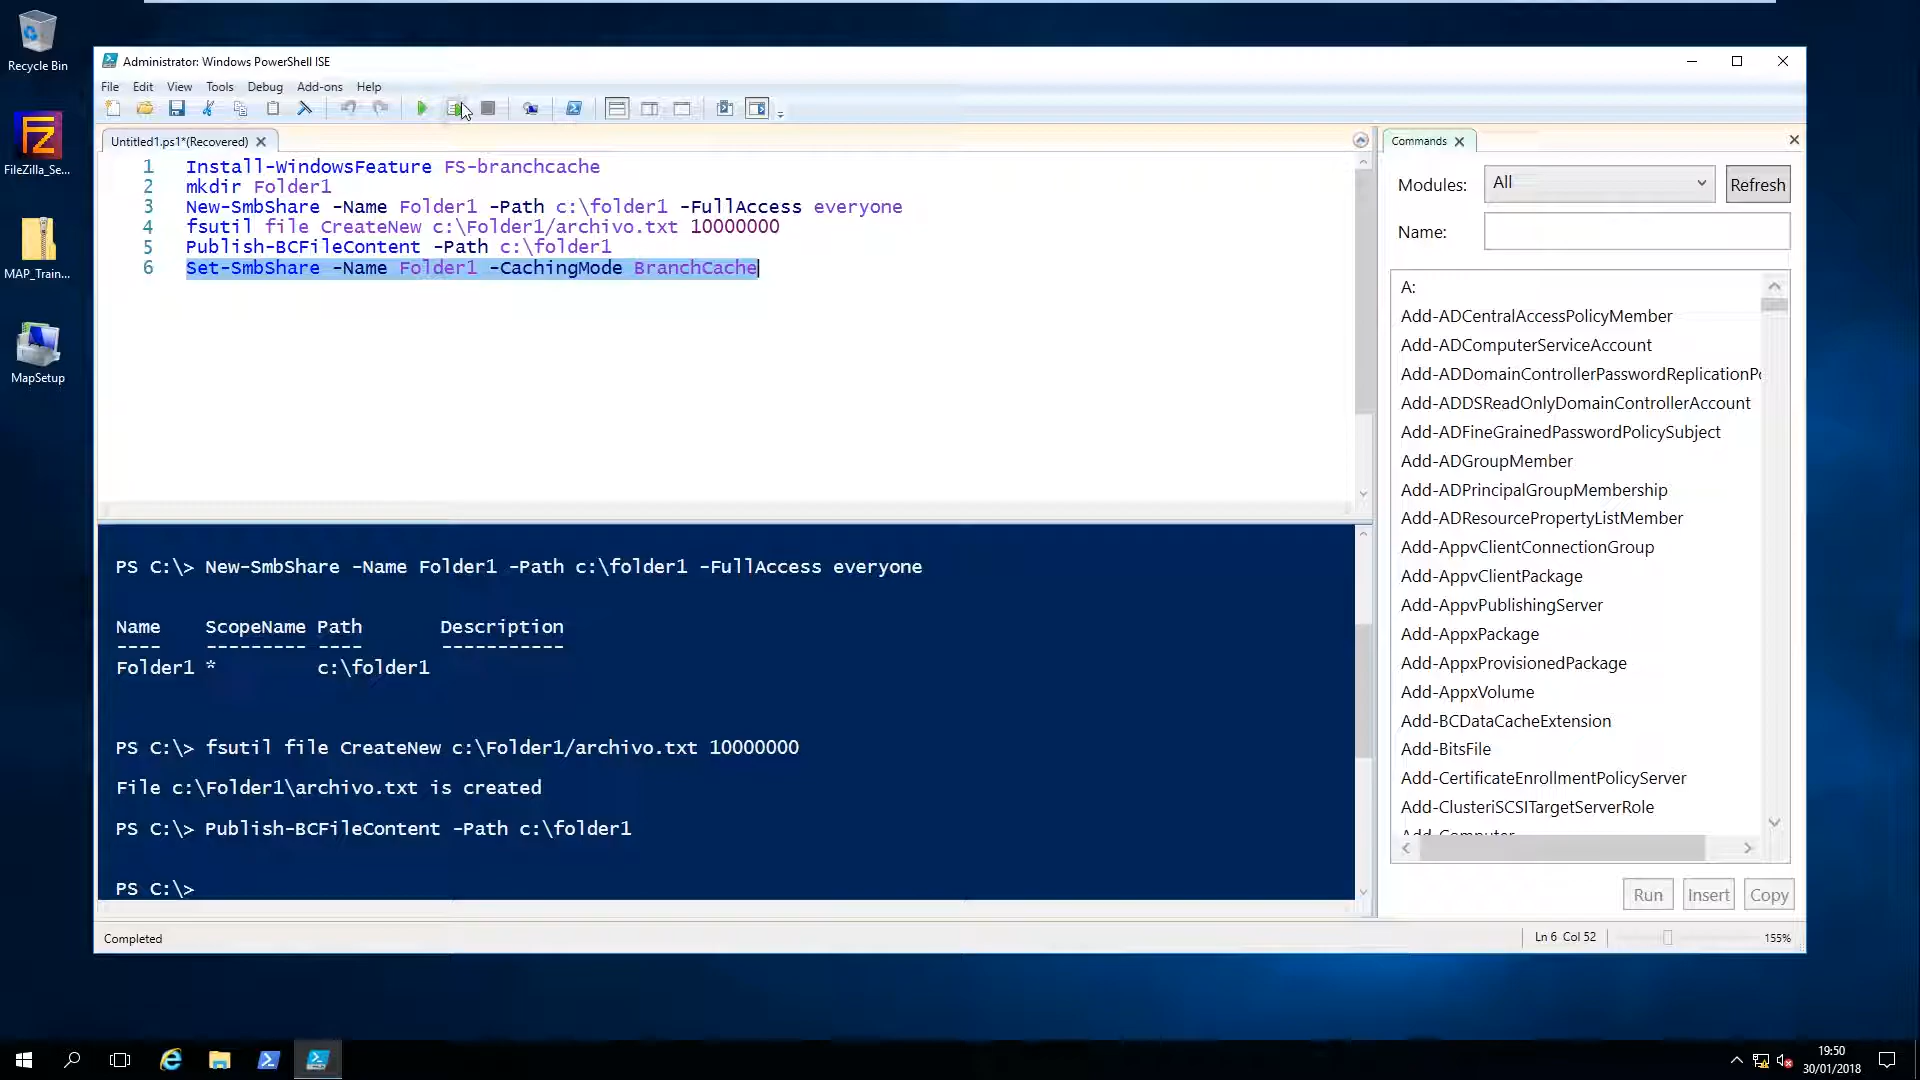 Recycle Bin
FileZilla_Se...
MAP_Train...
MapSetup
Administrator: Windows PowerShell ISE
File Edit View Tools Debug Add-ons Help
Untitled1.ps1*(Recovered)
1 Install-WindowsFeature FS-branchcache
2 mkdir Folder1
3 New-SmbShare -Name Folder1 -Path c:\folder1 -FullAccess everyone
4 fsutil file CreateNew c:\Folder1/archivo.txt 10000000
5 Publish-BCFileContent -Path c:\folder1
6 Set-SmbShare -Name Folder1 -CachingMode BranchCache
PS C:\> New-SmbShare -Name Folder1 -Path c:\folder1 -FullAccess everyone
Name ScopeName Path Description
---- --------- ---- -----------
Folder1 * c:\folder1
PS C:\> fsutil file CreateNew c:\Folder1/archivo.txt 10000000
File c:\Folder1\archivo.txt is created
PS C:\> Publish-BCFileContent -Path c:\folder1
PS C:\>
Commands
Modules: All Refresh
Name:
A:
Add-ADCentralAccessPolicyMember
Add-ADComputerServiceAccount
Add-ADDomainControllerPasswordReplicationPo
Add-ADDSReadOnlyDomainControllerAccount
Add-ADFineGrainedPasswordPolicySubject
Add-ADGroupMember
Add-ADPrincipalGroupMembership
Add-ADResourcePropertyListMember
Add-AppvClientConnectionGroup
Add-AppvClientPackage
Add-AppvPublishingServer
Add-AppxPackage
Add-AppxProvisionedPackage
Add-AppxVolume
Add-BCDataCacheExtension
Add-BitsFile
Add-CertificateEnrollmentPolicyServer
Add-ClusteriSCSITargetServerRole
Add-Computer
Run Insert Copy
Completed
Ln 6 Col 52
155%
19:50
30/01/2018